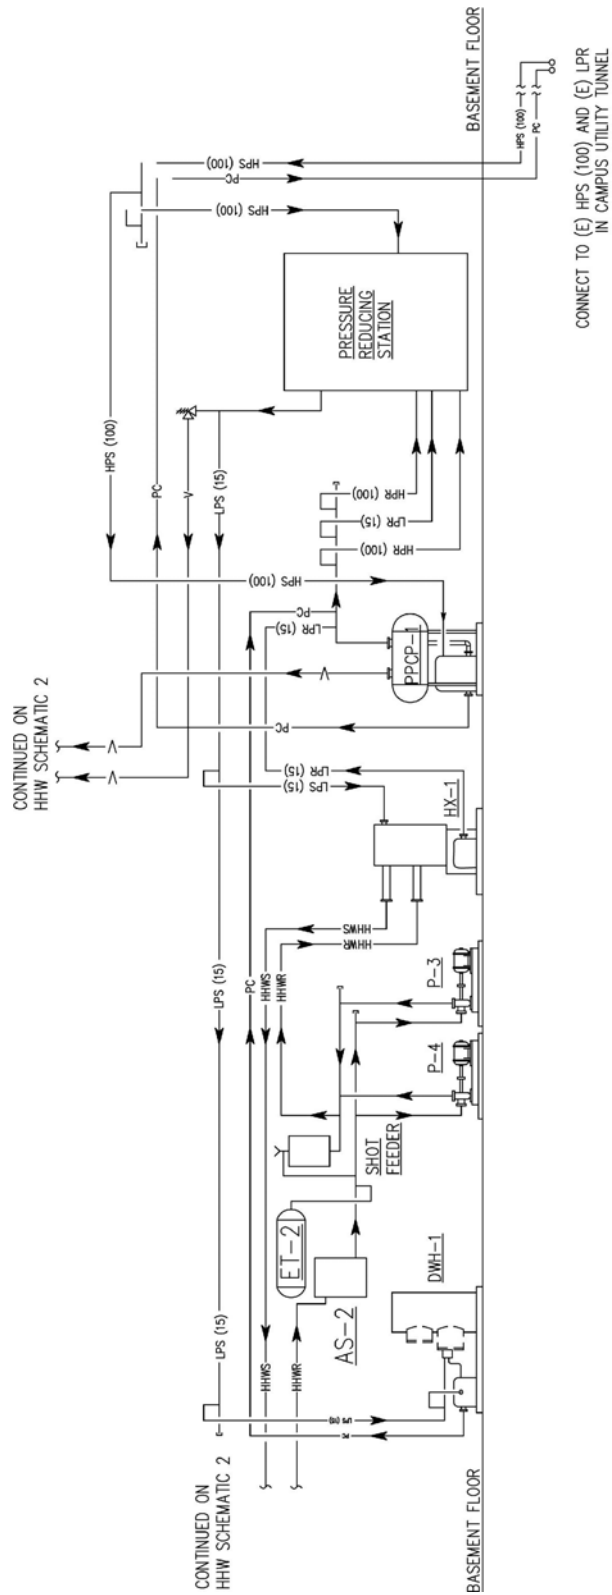 CONTINUED ON
HHW SCHEMATIC 2
V
V
HPS (100)
PC
V
LPS (15)
HPS (100)
PC
HPS (100)
PRESSURE
REDUCING
STATION
HPS (100)
PC
BASEMENT FLOOR
CONNECT TO (E) HPS (100) AND (E) LPR
IN CAMPUS UTILITY TUNNEL
HPR (100)
LPR (15)
HPR (100)
HPS (100)
PC
LPR (15)
V
PPCP-1
PC
LPR (15)
LPS (15)
HX-1
LPS (15)
PC
HHWS
HHWR
HHWS
HHWR
P-3
P-4
SHOT
FEEDER
ET-2
AS-2
DWH-1
LPS (15)
HHWS
HHWR
LPS (15)
PC
CONTINUED ON
HHW SCHEMATIC 2
BASEMENT FLOOR